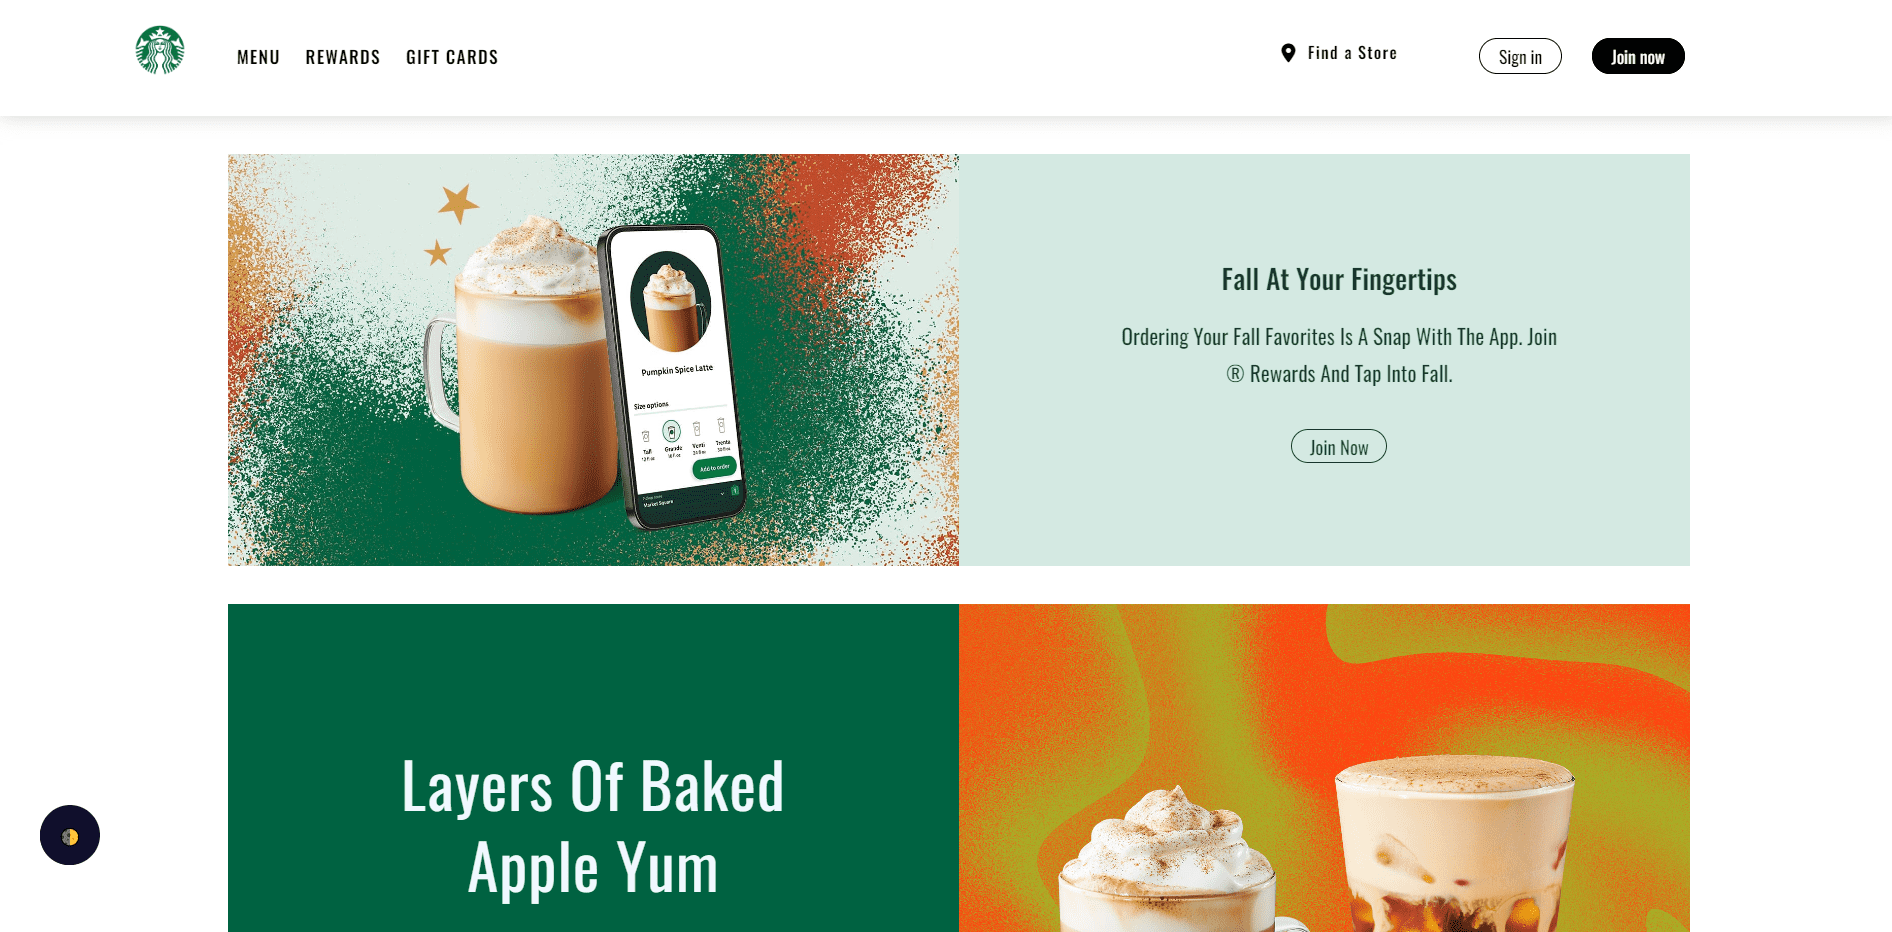 MENU REWARDS GIFT CARDS
Find a Store
Sign in
Join now
Pumpkin Spice Latte
Size options
Tall Grande Venti Trenta
Add to order
Market Square
Fall At Your Fingertips
Ordering Your Fall Favorites Is A Snap With The App. Join
® Rewards And Tap Into Fall.
Join Now
Layers Of Baked
Apple Yum